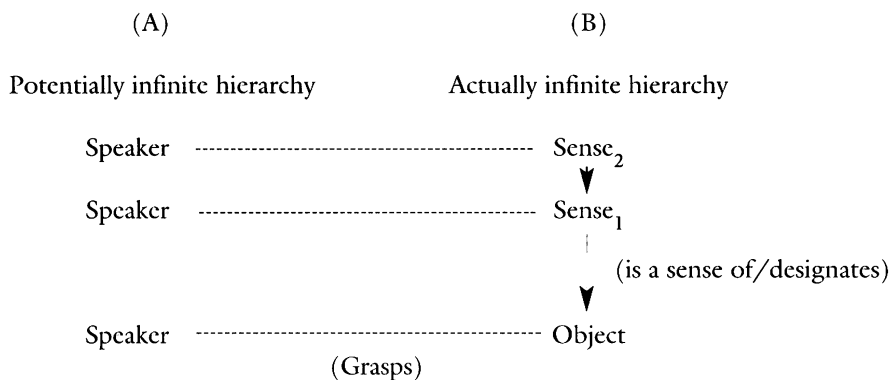 (A) (B)
Potentially infinite hierarchy Actually infinite hierarchy
Speaker Sense₂
Speaker Sense₁
(is a sense of/designates)
Speaker Object
(Grasps)